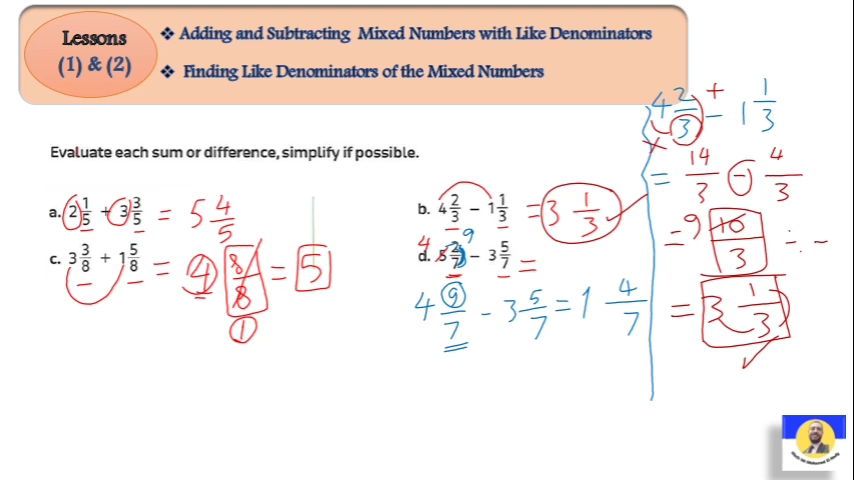 Lessons
(1) & (2)
❖ Adding and Subtracting Mixed Numbers with Like Denominators
❖ Finding Like Denominators of the Mixed Numbers
Evaluate each sum or difference, simplify if possible.
a. 2 1/5 + 3 3/5 = 5 4/5
b. 4 2/3 - 1 1/3 = 3 1/3
c. 3 3/8 + 1 5/8 = 4 8/8 = 5
1
d. 5 2/7 - 3 5/7 =
4 9
4 9/7 - 3 5/7 = 1 4/7
4 2/3 - 1 1/3
× +
= 14/3 - 4/3
= 9 10/3 ÷ -
= 3 1/3